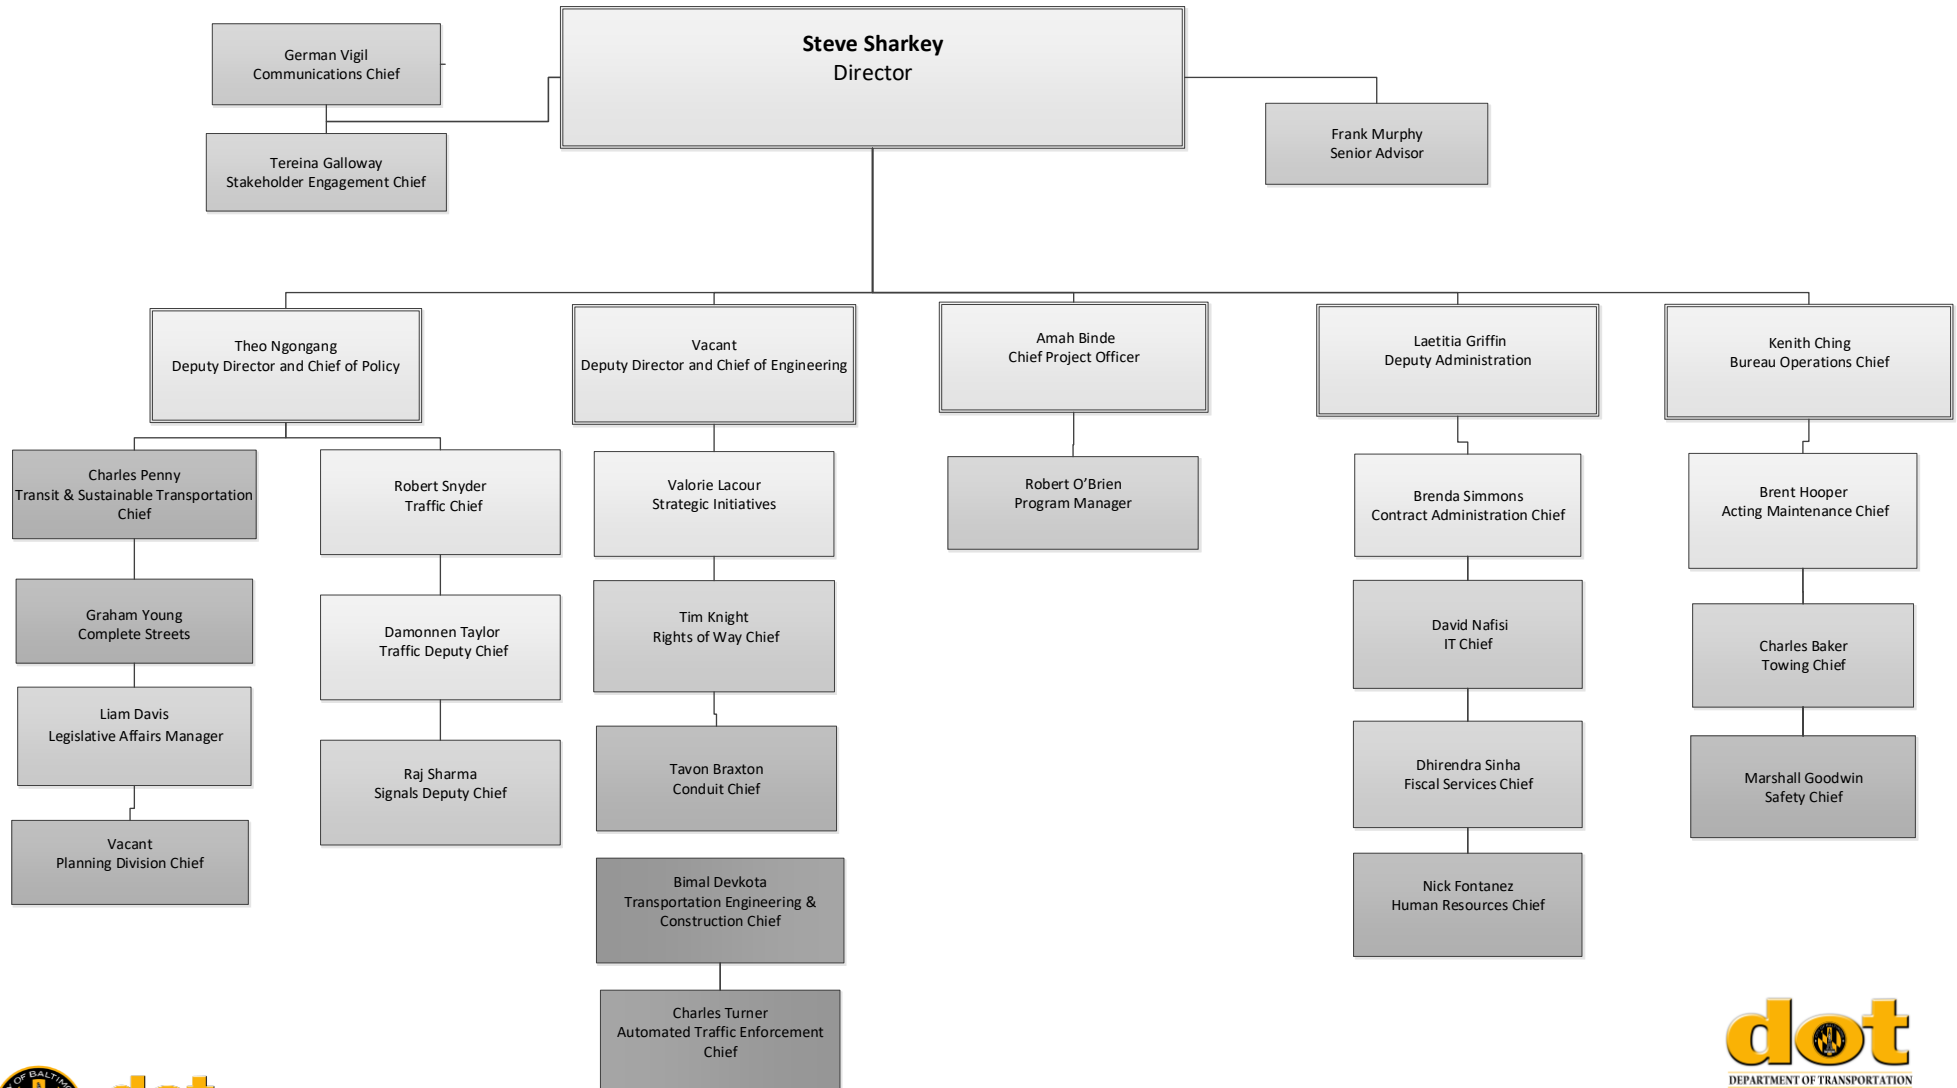 Steve Sharkey
Director
German Vigil
Communications Chief
Tereina Galloway
Stakeholder Engagement Chief
Frank Murphy
Senior Advisor
Theo Ngongang
Deputy Director and Chief of Policy
Vacant
Deputy Director and Chief of Engineering
Amah Binde
Chief Project Officer
Laetitia Griffin
Deputy Administration
Kenith Ching
Bureau Operations Chief
Charles Penny
Transit & Sustainable Transportation
Chief
Graham Young
Complete Streets
Liam Davis
Legislative Affairs Manager
Vacant
Planning Division Chief
Robert Snyder
Traffic Chief
Damonnen Taylor
Traffic Deputy Chief
Raj Sharma
Signals Deputy Chief
Valorie Lacour
Strategic Initiatives
Tim Knight
Rights of Way Chief
Tavon Braxton
Conduit Chief
Bimal Devkota
Transportation Engineering &
Construction Chief
Charles Turner
Automated Traffic Enforcement
Chief
Robert O’Brien
Program Manager
Brenda Simmons
Contract Administration Chief
David Nafisi
IT Chief
Dhirendra Sinha
Fiscal Services Chief
Nick Fontanez
Human Resources Chief
Brent Hooper
Acting Maintenance Chief
Charles Baker
Towing Chief
Marshall Goodwin
Safety Chief
dot
DEPARTMENT OF TRANSPORTATION
dot